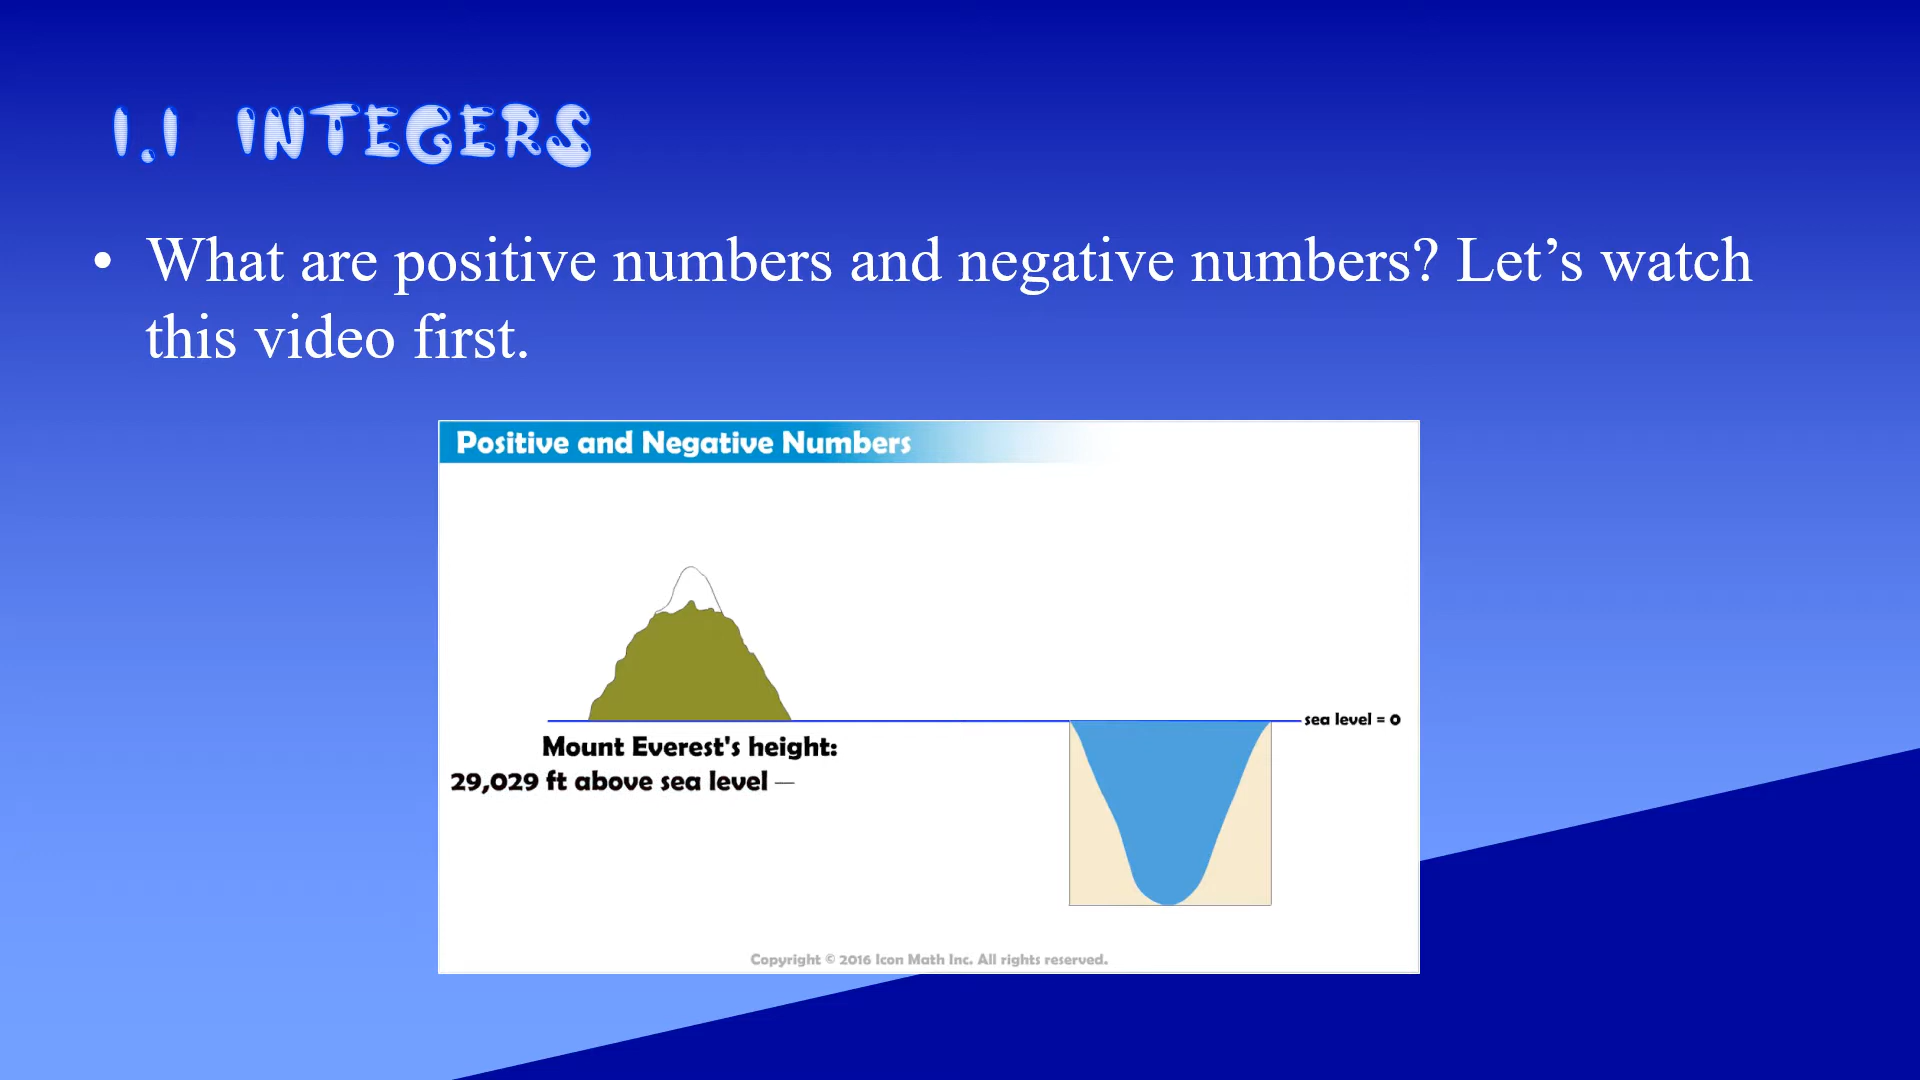 1.1 INTEGERS
• What are positive numbers and negative numbers? Let’s watch
this video first.
Positive and Negative Numbers
sea level = 0
Mount Everest's height:
29,029 ft above sea level —
Copyright © 2016 Icon Math Inc. All rights reserved.